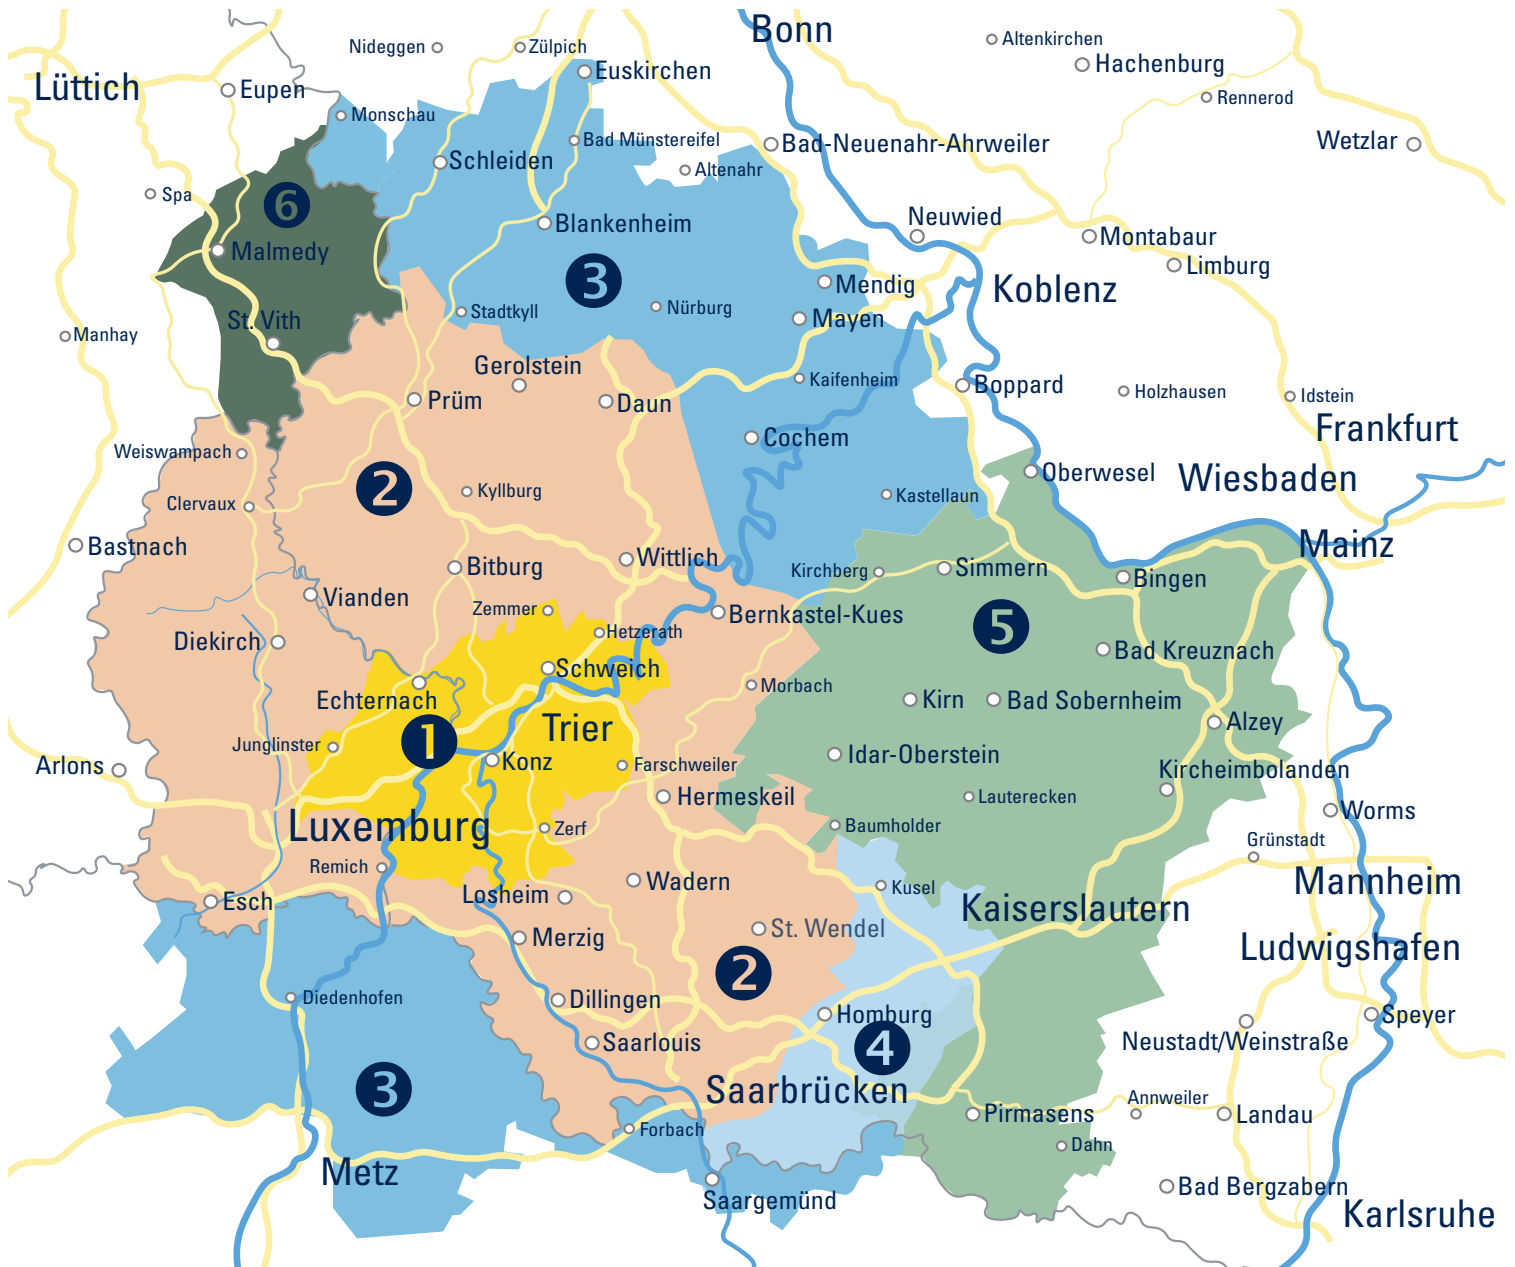 Bonn
Altenkirchen
Nideggen
Zülpich
Hachenburg
Euskirchen
Lüttich
Eupen
Rennerod
Monschau
Bad Münstereifel
Bad-Neuenahr-Ahrweiler
Wetzlar
Schleiden
Altenahr
Spa
6
Neuwied
Blankenheim
Montabaur
Malmedy
Limburg
3
Mendig
Koblenz
Stadtkyll
Nürburg
St. Vith
Mayen
Manhay
Gerolstein
Kaifenheim
Boppard
Holzhausen
Idstein
Prüm
Daun
Frankfurt
Cochem
Weiswampach
Oberwesel
Wiesbaden
2
Kyllburg
Kastellaun
Clervaux
Bastnach
Mainz
Wittlich
Bitburg
Kirchberg
Simmern
Bingen
Vianden
Zemmer
Bernkastel-Kues
5
Hetzerath
Diekirch
Bad Kreuznach
Schweich
Morbach
Echternach
Kirn
Bad Sobernheim
Trier
Alzey
1
Junglinster
Konz
Idar-Oberstein
Arlons
Farschweiler
Kircheimbolanden
Hermeskeil
Lauterecken
Worms
Luxemburg
Zerf
Baumholder
Grünstadt
Remich
Wadern
Kusel
Mannheim
Losheim
Esch
Kaiserslautern
St. Wendel
Merzig
Ludwigshafen
2
Diedenhofen
Dillingen
Homburg
Speyer
Saarlouis
4
Neustadt/Weinstraße
3
Saarbrücken
Annweiler
Pirmasens
Landau
Forbach
Dahn
Metz
Bad Bergzabern
Saargemünd
Karlsruhe